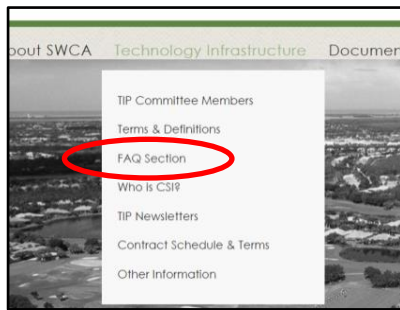 bout SWCA Technology Infrastructure Documen
TIP Committee Members
Terms & Definitions
FAQ Section
Who Is CSI?
TIP Newsletters
Contract Schedule & Terms
Other Information